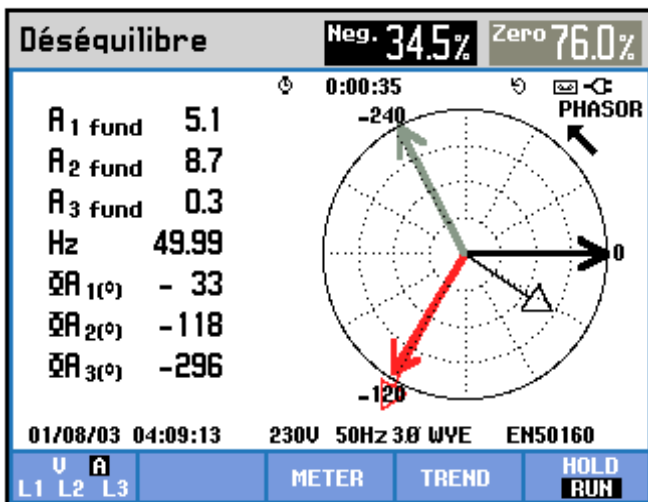 Déséquilibre Neg. 34.5% Zero 76.0%
0:00:35
PHASOR
A1 fund 5.1
A2 fund 8.7
A3 fund 0.3
Hz 49.99
ΦA1(º) - 33
ΦA2(º) -118
ΦA3(º) -296
-240
0
-120
01/08/03 04:09:13 230V 50Hz 3Ø WYE EN50160
V A
L1 L2 L3
METER
TREND
HOLD
RUN